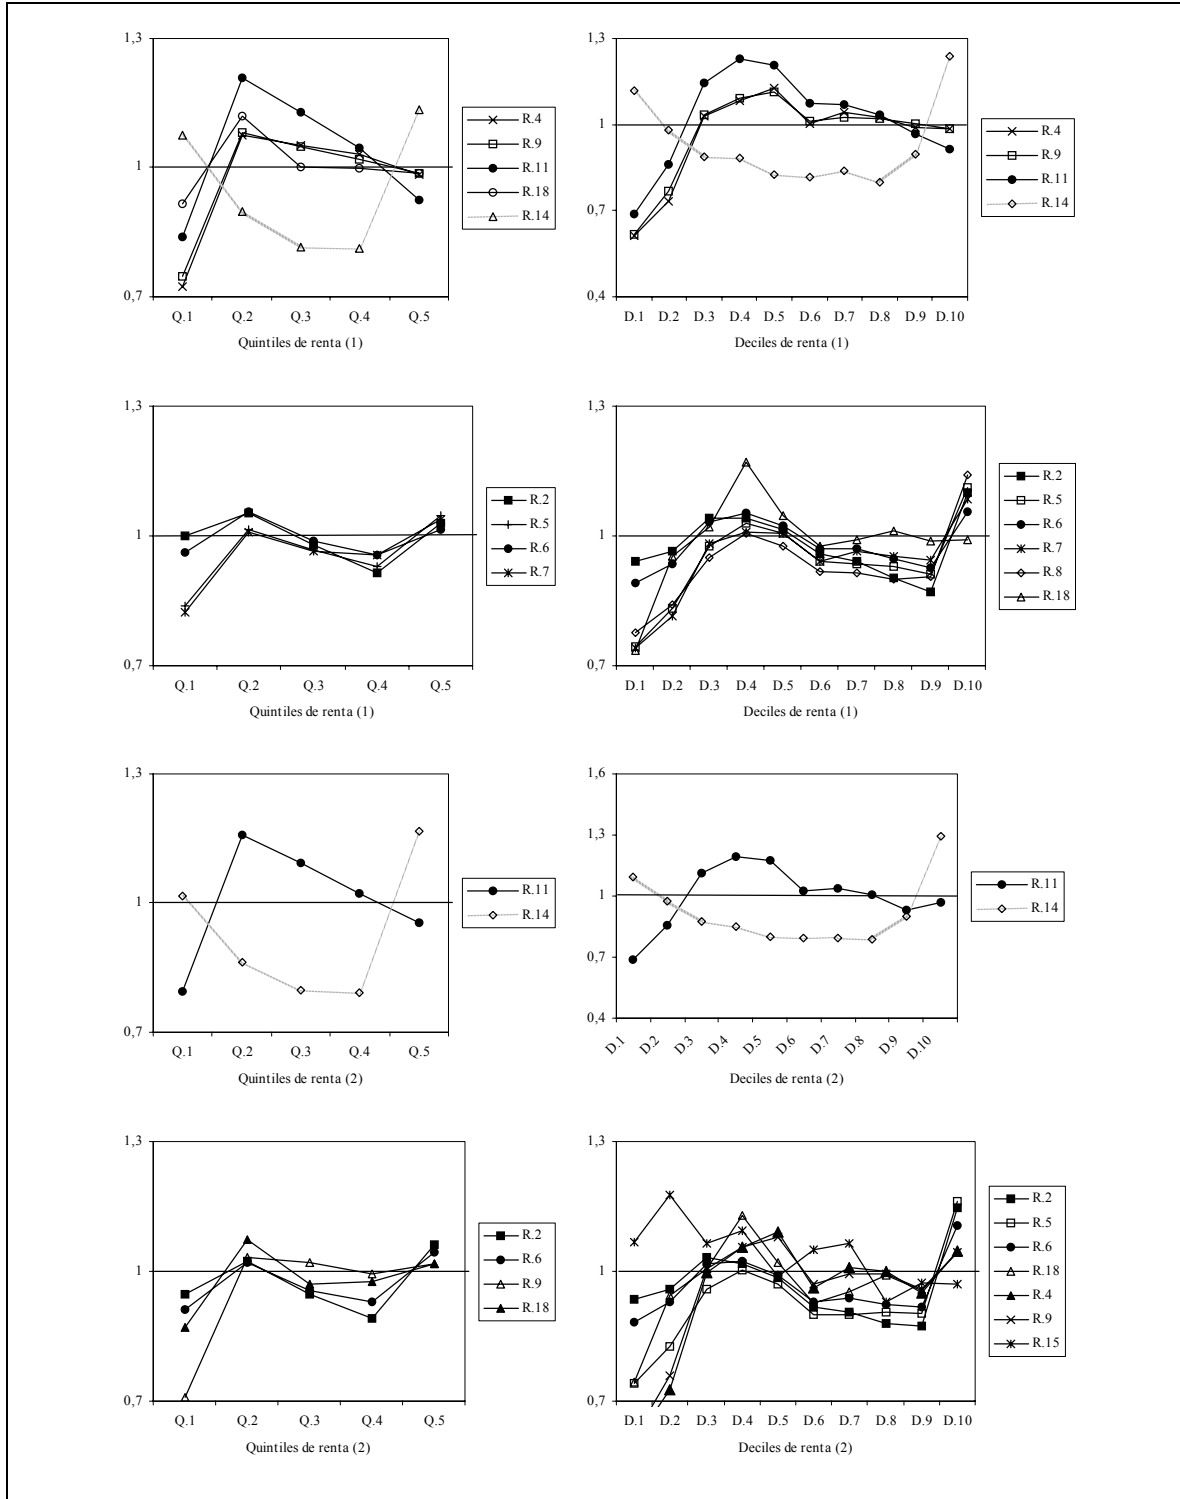 1,3
1
0,7
Q.1 Q.2 Q.3 Q.4 Q.5
Quintiles de renta (1)
R.4
R.9
R.11
R.18
R.14
1,3
1
0,7
0,4
D.1 D.2 D.3 D.4 D.5 D.6 D.7 D.8 D.9 D.10
Deciles de renta (1)
R.4
R.9
R.11
R.14
1,3
1
0,7
Q.1 Q.2 Q.3 Q.4 Q.5
Quintiles de renta (1)
R.2
R.5
R.6
R.7
1,3
1
0,7
D.1 D.2 D.3 D.4 D.5 D.6 D.7 D.8 D.9 D.10
Deciles de renta (1)
R.2
R.5
R.6
R.7
R.8
R.18
1,3
1
0,7
Q.1 Q.2 Q.3 Q.4 Q.5
Quintiles de renta (2)
R.11
R.14
1,6
1,3
1
0,7
0,4
D.1 D.2 D.3 D.4 D.5 D.6 D.7 D.8 D.9 D.10
Deciles de renta (2)
R.11
R.14
1,3
1
0,7
Q.1 Q.2 Q.3 Q.4 Q.5
Quintiles de renta (2)
R.2
R.6
R.9
R.18
1,3
1
0,7
D.1 D.2 D.3 D.4 D.5 D.6 D.7 D.8 D.9 D.10
Deciles de renta (2)
R.2
R.5
R.6
R.18
R.4
R.9
R.15